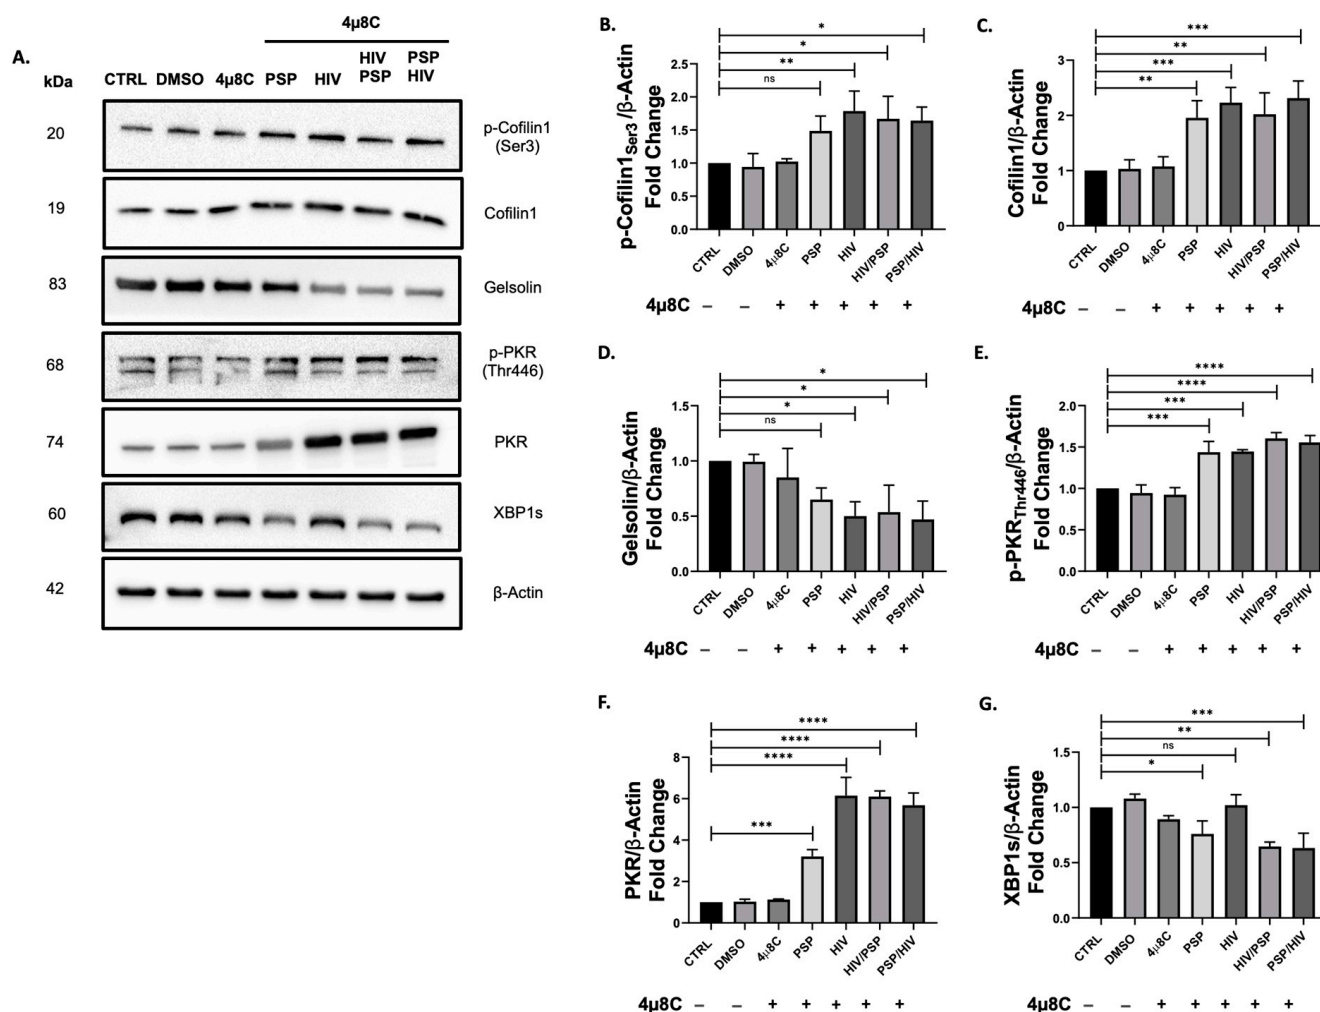 A.
4µ8C
kDa
CTRL DMSO 4µ8C PSP HIV HIV PSP PSP HIV
20 p-Cofilin1 (Ser3)
19 Cofilin1
83 Gelsolin
68 p-PKR (Thr446)
74 PKR
60 XBP1s
42 β-Actin
B.
*
*
**
ns
p-Cofilin1Ser3/β-Actin
Fold Change
2.5
2.0
1.5
1.0
0.5
0.0
CTRL DMSO 4µ8C PSP HIV HIV/PSP PSP/HIV
4µ8C – – + + + + +
C.
***
**
***
**
Cofilin1/β-Actin
Fold Change
3
2
1
0
CTRL DMSO 4µ8C PSP HIV HIV/PSP PSP/HIV
4µ8C – – + + + + +
D.
*
*
*
ns
Gelsolin/β-Actin
Fold Change
1.5
1.0
0.5
0.0
CTRL DMSO 4µ8C PSP HIV HIV/PSP PSP/HIV
4µ8C – – + + + + +
E.
****
****
***
***
p-PKRThr446/β-Actin
Fold Change
2.0
1.5
1.0
0.5
0.0
CTRL DMSO 4µ8C PSP HIV HIV/PSP PSP/HIV
4µ8C – – + + + + +
F.
****
****
****
***
PKR/β-Actin
Fold Change
8
6
4
2
0
CTRL DMSO 4µ8C PSP HIV HIV/PSP PSP/HIV
4µ8C – – + + + + +
G.
***
**
ns
*
XBP1s/β-Actin
Fold Change
1.5
1.0
0.5
0.0
CTRL DMSO 4µ8C PSP HIV HIV/PSP PSP/HIV
4µ8C – – + + + + +